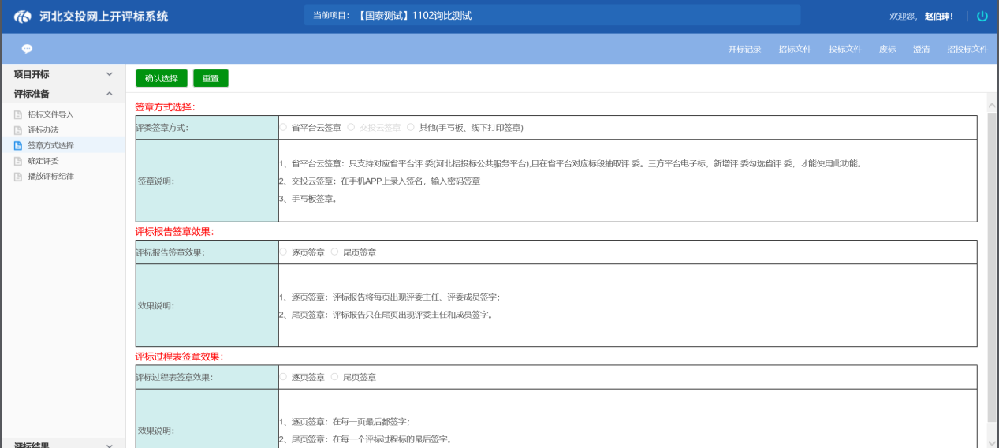 河北交投网上开评标系统
当前项目：【国泰测试】1102询比测试
欢迎您，赵伯珅！
开标记录 招标文件 投标文件 废标 澄清 招投标文件
项目开标
评标准备
招标文件导入
评标办法
签章方式选择
确定评委
播放评标纪律
评标结果
确认选择 重置
签章方式选择：
评委签章方式： 省平台云签章 交投云签章 其他(手写板、线下打印签章)
签章说明：
1、省平台云签章：只支持对应省平台评 委(河北招投标公共服务平台),且在省平台对应标段抽取评 委。三方平台电子标，新增评 委勾选省评 委，才能使用此功能。
2、交投云签章：在手机APP上录入签名，输入密码签章
3、手写板签章。
评标报告签章效果：
评标报告签章效果： 逐页签章 尾页签章
效果说明：
1、逐页签章：评标报告将每页出现评委主任、评委成员签字；
2、尾页签章：评标报告只在尾页出现评委主任和成员签字。
评标过程表签章效果：
评标过程表签章效果： 逐页签章 尾页签章
效果说明：
1、逐页签章：在每一页最后都签字；
2、尾页签章：在每一个评标过程标的最后签字。